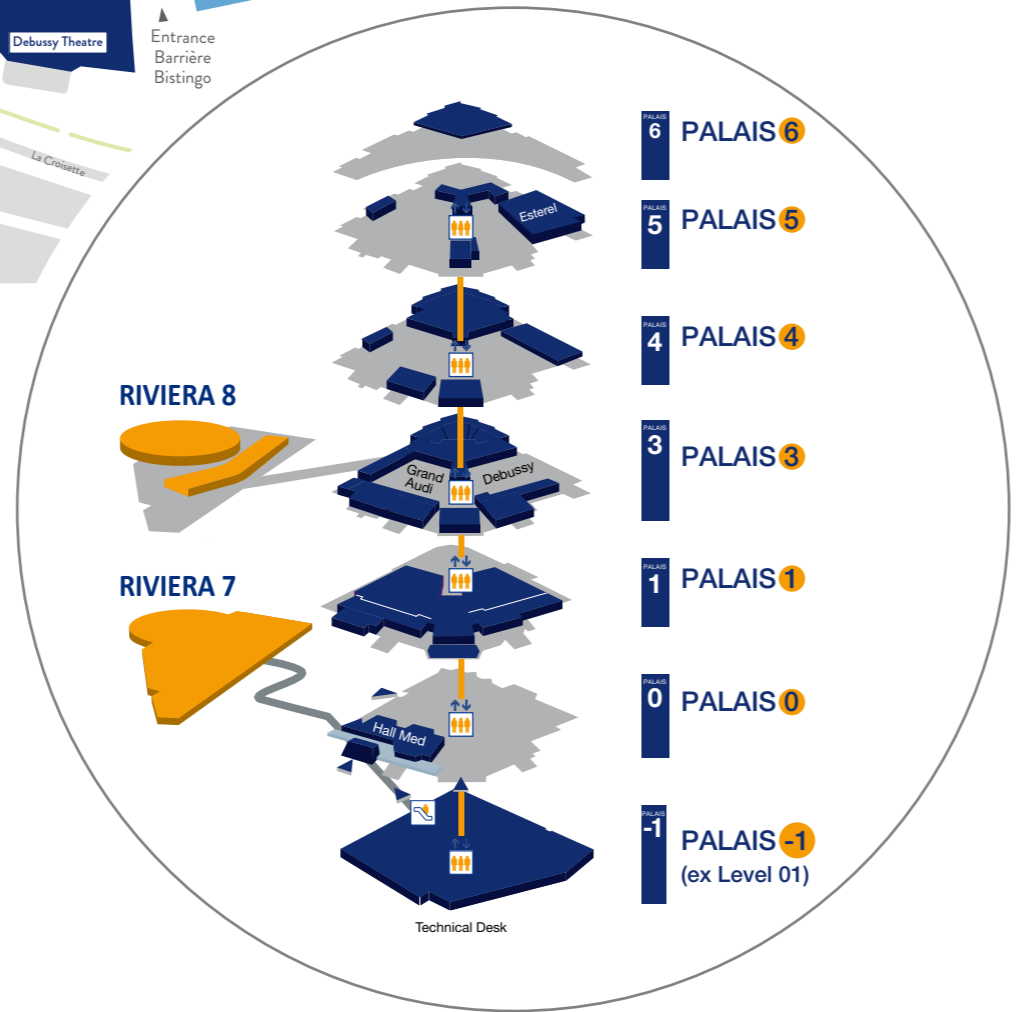 Debussy Theatre
Entrance
Barrière
Bistingo
La Croisette
PALAIS
6
PALAIS 6
PALAIS
5
PALAIS 5
Esterel
PALAIS
4
PALAIS 4
RIVIERA 8
PALAIS
3
PALAIS 3
Grand
Audi
Debussy
RIVIERA 7
PALAIS
1
PALAIS 1
PALAIS
0
PALAIS 0
Hall Med
PALAIS
-1
PALAIS -1
(ex Level 01)
Technical Desk